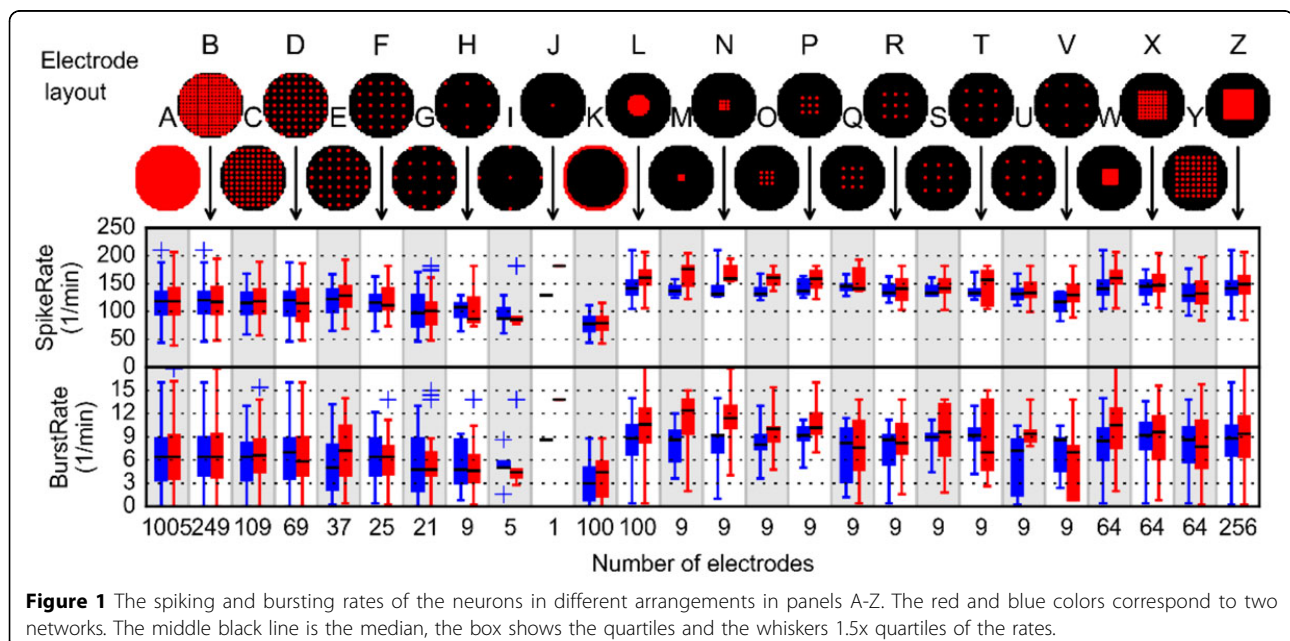 B D F H J L N P R T V X Z
Electrode
layout
A C E G I K M O Q S U W Y
250
200
150
100
50
0
SpikeRate
(1/min)
15
12
9
6
3
0
BurstRate
(1/min)
1005 249 109 69 37 25 21 9 5 1 100 100 9 9 9 9 9 9 9 9 9 9 64 64 64 256
Number of electrodes
Figure 1 The spiking and bursting rates of the neurons in different arrangements in panels A-Z. The red and blue colors correspond to two
networks. The middle black line is the median, the box shows the quartiles and the whiskers 1.5x quartiles of the rates.